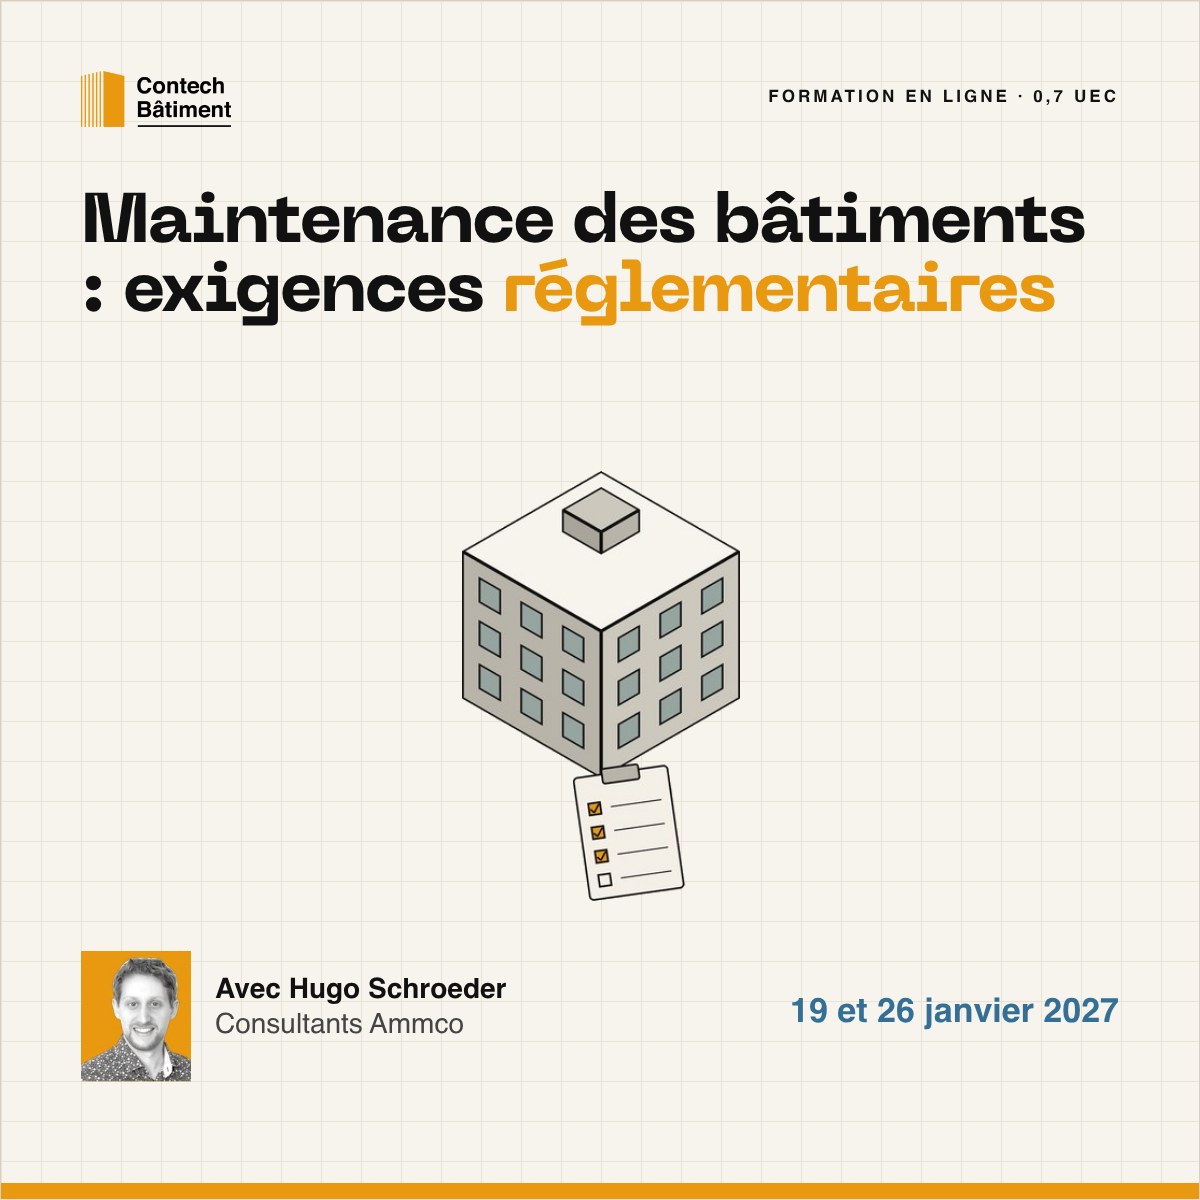 Contech
Bâtiment
FORMATION EN LIGNE · 0,7 UEC
Maintenance des bâtiments
: exigences réglementaires
Avec Hugo Schroeder
Consultants Ammco
19 et 26 janvier 2027